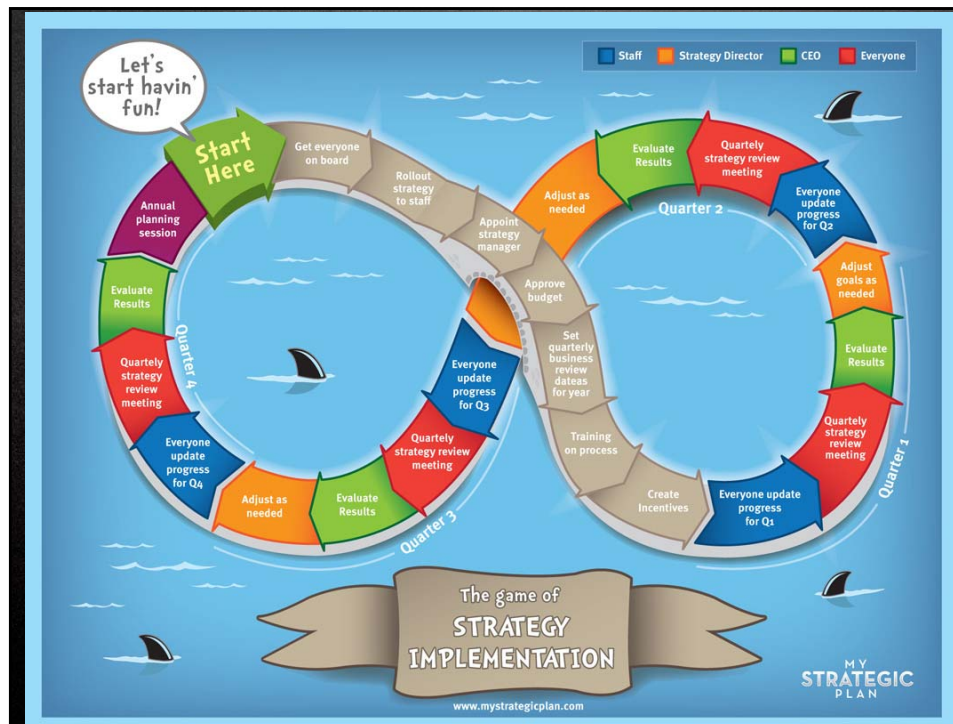 Let's
start havin'
fun!
Staff
Strategy Director
CEO
Everyone
Start
Here
Get everyone
on board
Rollout
strategy
to staff
Appoint
strategy
manager
Approve
budget
Set
quarterly
business
review
dateas
for year
Training
on process
Create
Incentives
Everyone update
progress
for Q1
Quartely
strategy
review
meeting
Evaluate
Results
Adjust
goals as
needed
Quarter 1
Everyone
update
progress
for Q2
Quartely
strategy review
meeting
Evaluate
Results
Adjust as
needed
Quarter 2
Everyone
update
progress
for Q3
Quartely
strategy review
meeting
Evaluate
Results
Adjust as
needed
Quarter 3
Everyone
update
progress
for Q4
Quartely
strategy
review
meeting
Evaluate
Results
Quarter 4
Annual
planning
session
The game of
STRATEGY
IMPLEMENTATION
www.mystrategicplan.com
MY
STRATEGIC
PLAN